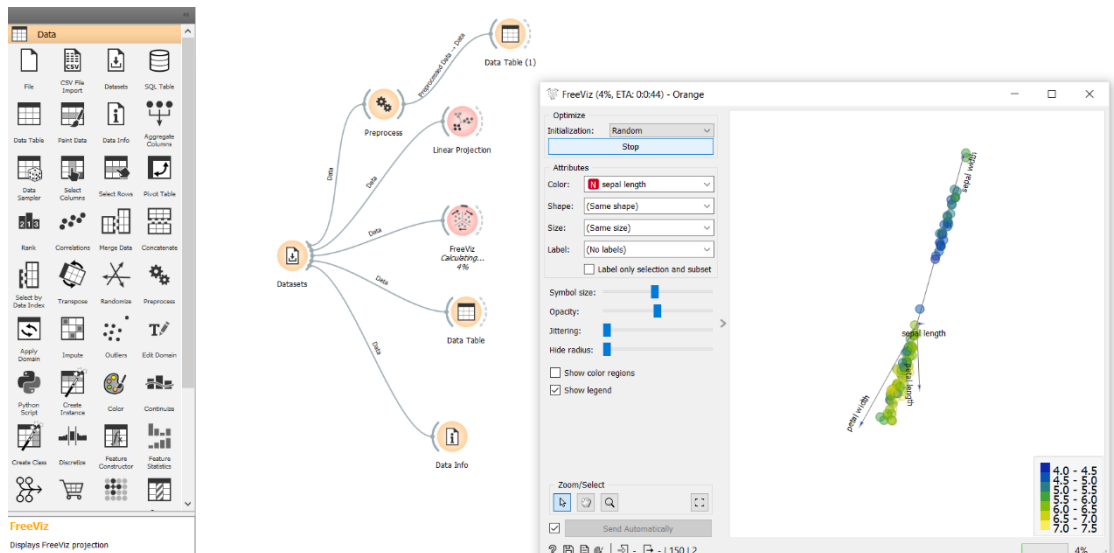 Data
File
CSV File
Import
Datasets
SQL Table
Data Table
Paint Data
Data Info
Aggregate
Columns
Data
Sampler
Select
Columns
Select Rows
Pivot Table
Rank
Correlations
Merge Data
Concatenate
Select by
Data Index
Transpose
Randomize
Preprocess
Apply
Domain
Impute
Outliers
Edit Domain
Python
Script
Create
Instance
Color
Continuize
Create Class
Discretize
Feature
Constructor
Feature
Statistics
FreeViz
Displays FreeViz projection
Data Table (1)
Preprocessed Data → Data
Preprocess
Linear Projection
Data
Data
Data
FreeViz
Calculating...
4%
Datasets
Data
Data Table
Data
Data Info
FreeViz (4%, ETA: 0:0:44) - Orange
Optimize
Initialization: Random
Stop
Attributes
Color: N sepal length
Shape: (Same shape)
Size: (Same size)
Label: (No labels)
Label only selection and subset
Symbol size:
Opacity:
Jittering:
Hide radius:
Show color regions
Show legend
Zoom/Select
Send Automatically
150 | 2
sepal width
sepal length
petal length
petal width
4.0 - 4.5
4.5 - 5.0
5.0 - 5.5
5.5 - 6.0
6.0 - 6.5
6.5 - 7.0
7.0 - 7.5
4%